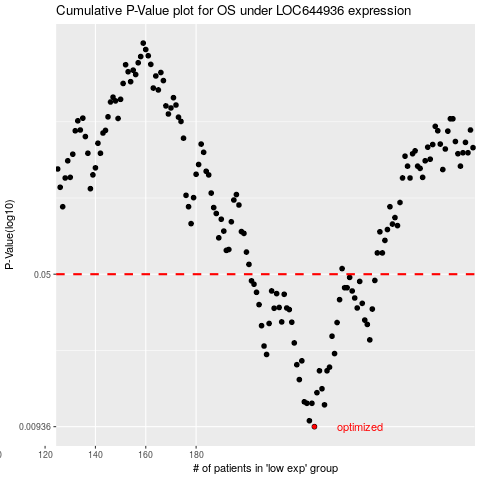 Cumulative P-Value plot for OS under LOC644936 expression
P-Value(log10)
0.05
0.00936
optimized
0
120
140
160
180
# of patients in 'low exp' group